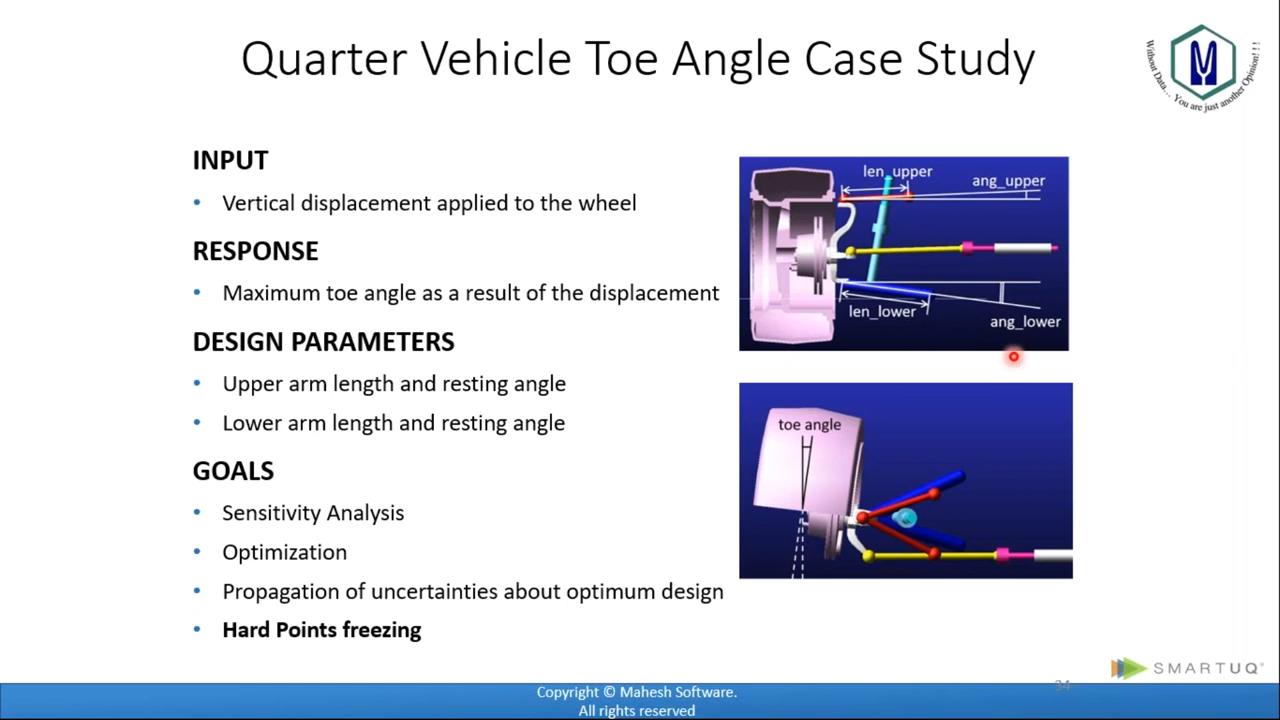 Quarter Vehicle Toe Angle Case Study
Without Data... You are just another Opinion!!!
INPUT
• Vertical displacement applied to the wheel
RESPONSE
• Maximum toe angle as a result of the displacement
DESIGN PARAMETERS
• Upper arm length and resting angle
• Lower arm length and resting angle
GOALS
• Sensitivity Analysis
• Optimization
• Propagation of uncertainties about optimum design
• Hard Points freezing
len_upper
ang_upper
len_lower
ang_lower
toe angle
SMARTUQ®
34
Copyright © Mahesh Software.
All rights reserved